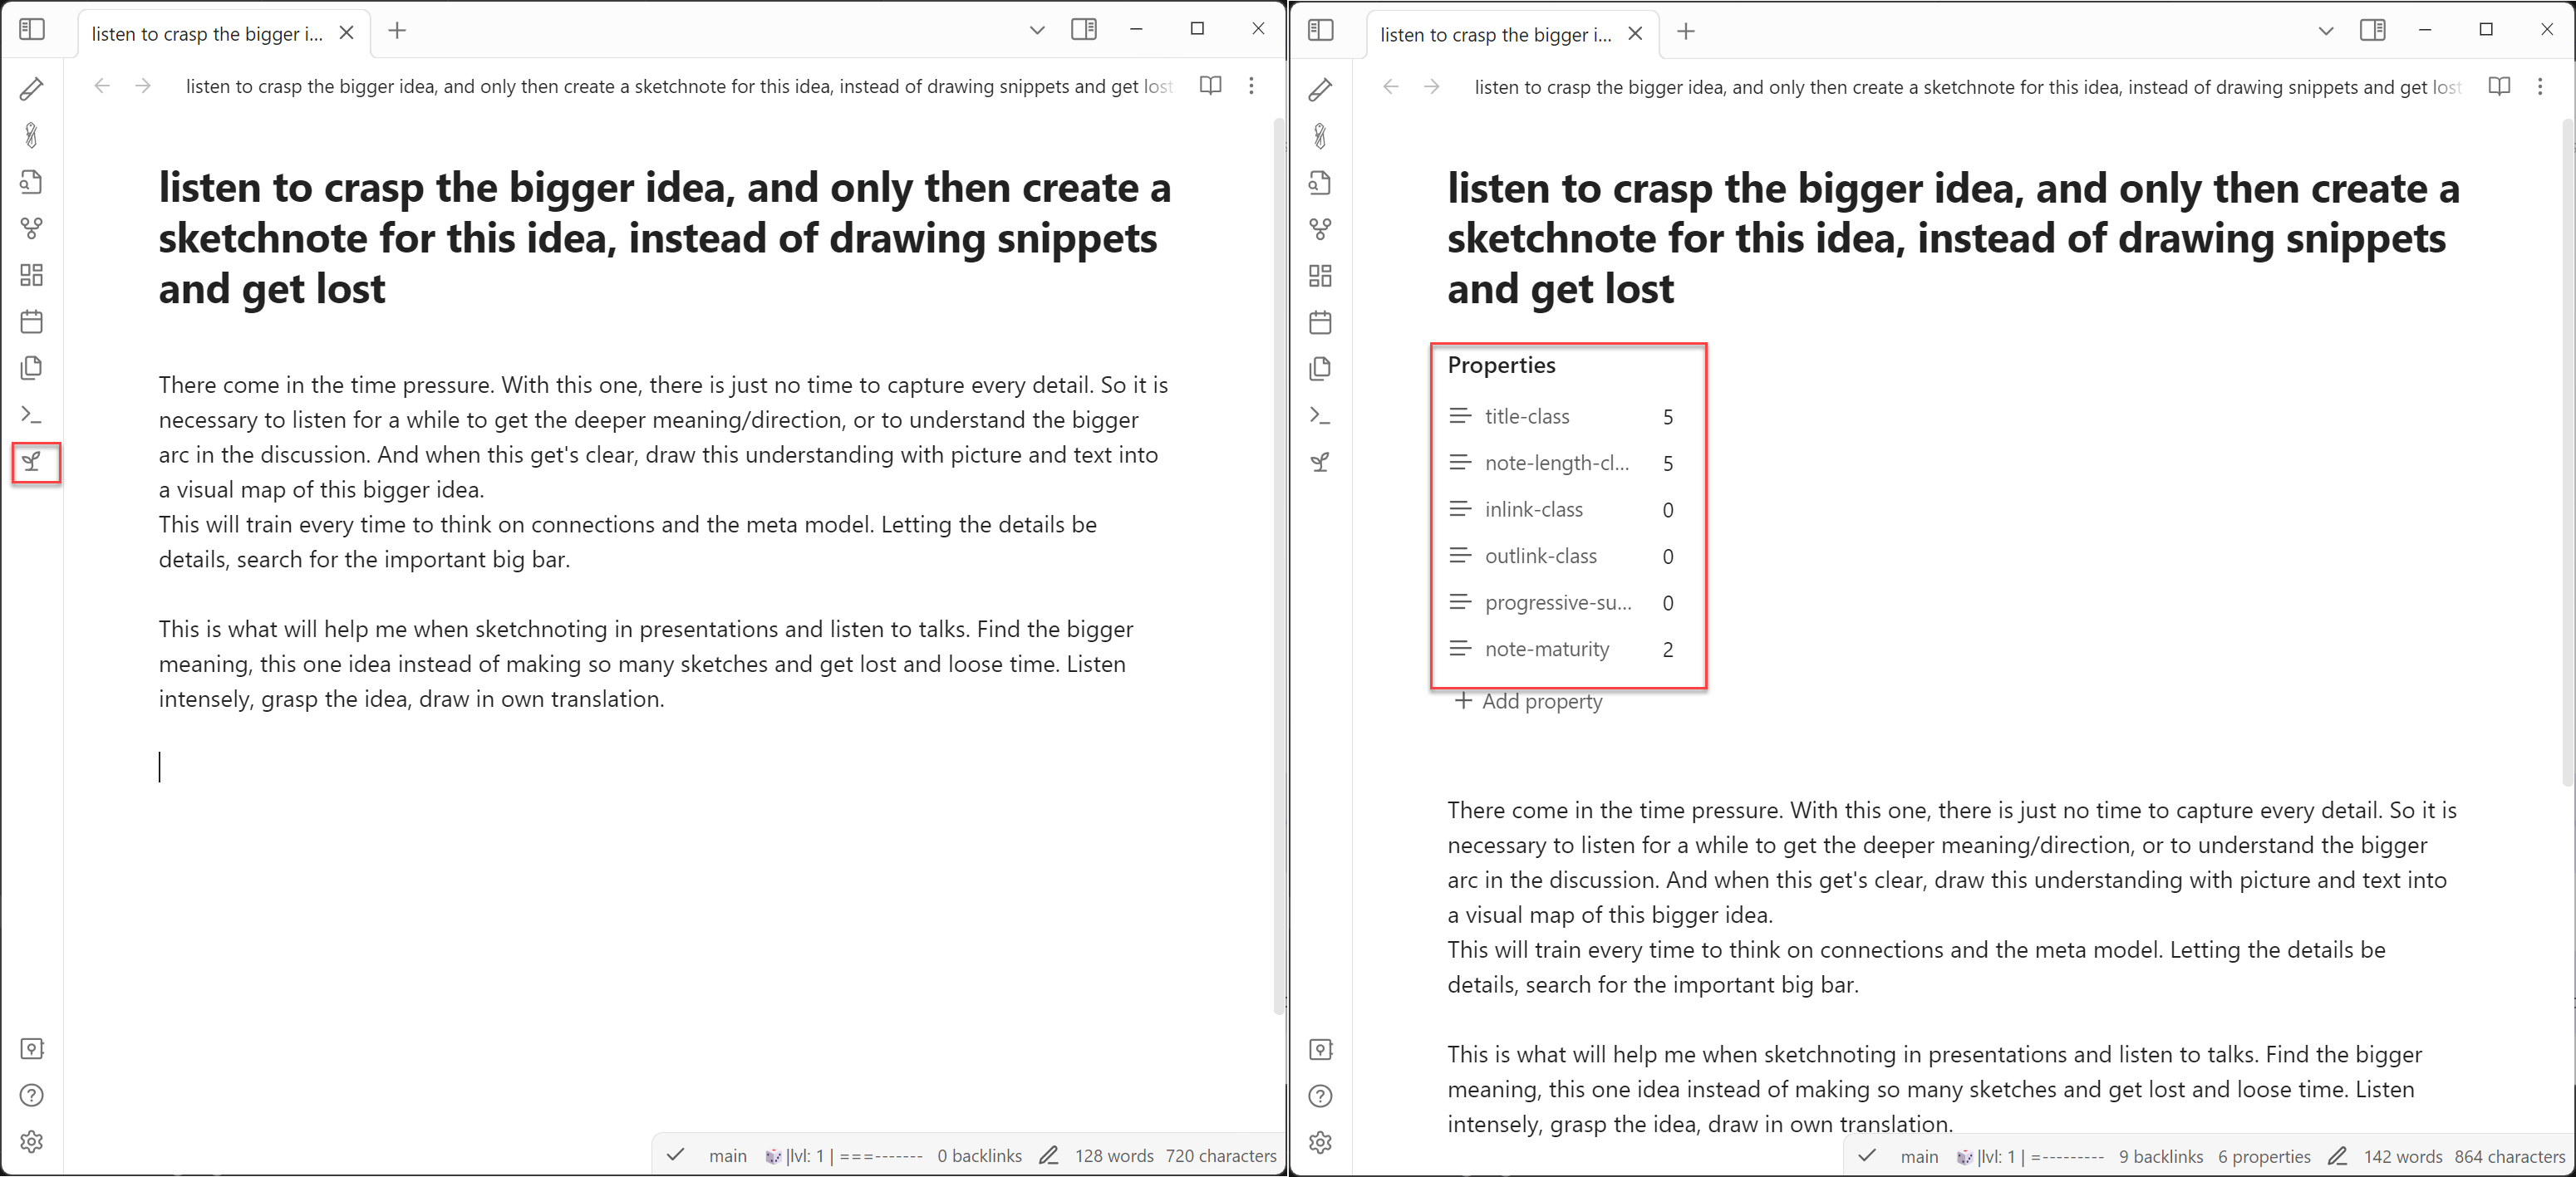 listen to crasp the bigger i...
listen to crasp the bigger idea, and only then create a sketchnote for this idea, instead of drawing snippets and get lost
listen to crasp the bigger idea, and only then create a
sketchnote for this idea, instead of drawing snippets
and get lost
There come in the time pressure. With this one, there is just no time to capture every detail. So it is
necessary to listen for a while to get the deeper meaning/direction, or to understand the bigger
arc in the discussion. And when this get's clear, draw this understanding with picture and text into
a visual map of this bigger idea.
This will train every time to think on connections and the meta model. Letting the details be
details, search for the important big bar.
This is what will help me when sketchnoting in presentations and listen to talks. Find the bigger
meaning, this one idea instead of making so many sketches and get lost and loose time. Listen
intensely, grasp the idea, draw in own translation.
main |lvl: 1 | ===------- 0 backlinks 128 words 720 characters
listen to crasp the bigger i...
listen to crasp the bigger idea, and only then create a sketchnote for this idea, instead of drawing snippets and get lost
listen to crasp the bigger idea, and only then create a
sketchnote for this idea, instead of drawing snippets
and get lost
Properties
title-class 5
note-length-cl... 5
inlink-class 0
outlink-class 0
progressive-su... 0
note-maturity 2
+ Add property
There come in the time pressure. With this one, there is just no time to capture every detail. So it is
necessary to listen for a while to get the deeper meaning/direction, or to understand the bigger
arc in the discussion. And when this get's clear, draw this understanding with picture and text into
a visual map of this bigger idea.
This will train every time to think on connections and the meta model. Letting the details be
details, search for the important big bar.
This is what will help me when sketchnoting in presentations and listen to talks. Find the bigger
meaning, this one idea instead of making so many sketches and get lost and loose time. Listen
intensely, grasp the idea, draw in own translation.
main |lvl: 1 | =--------- 9 backlinks 6 properties 142 words 864 characters